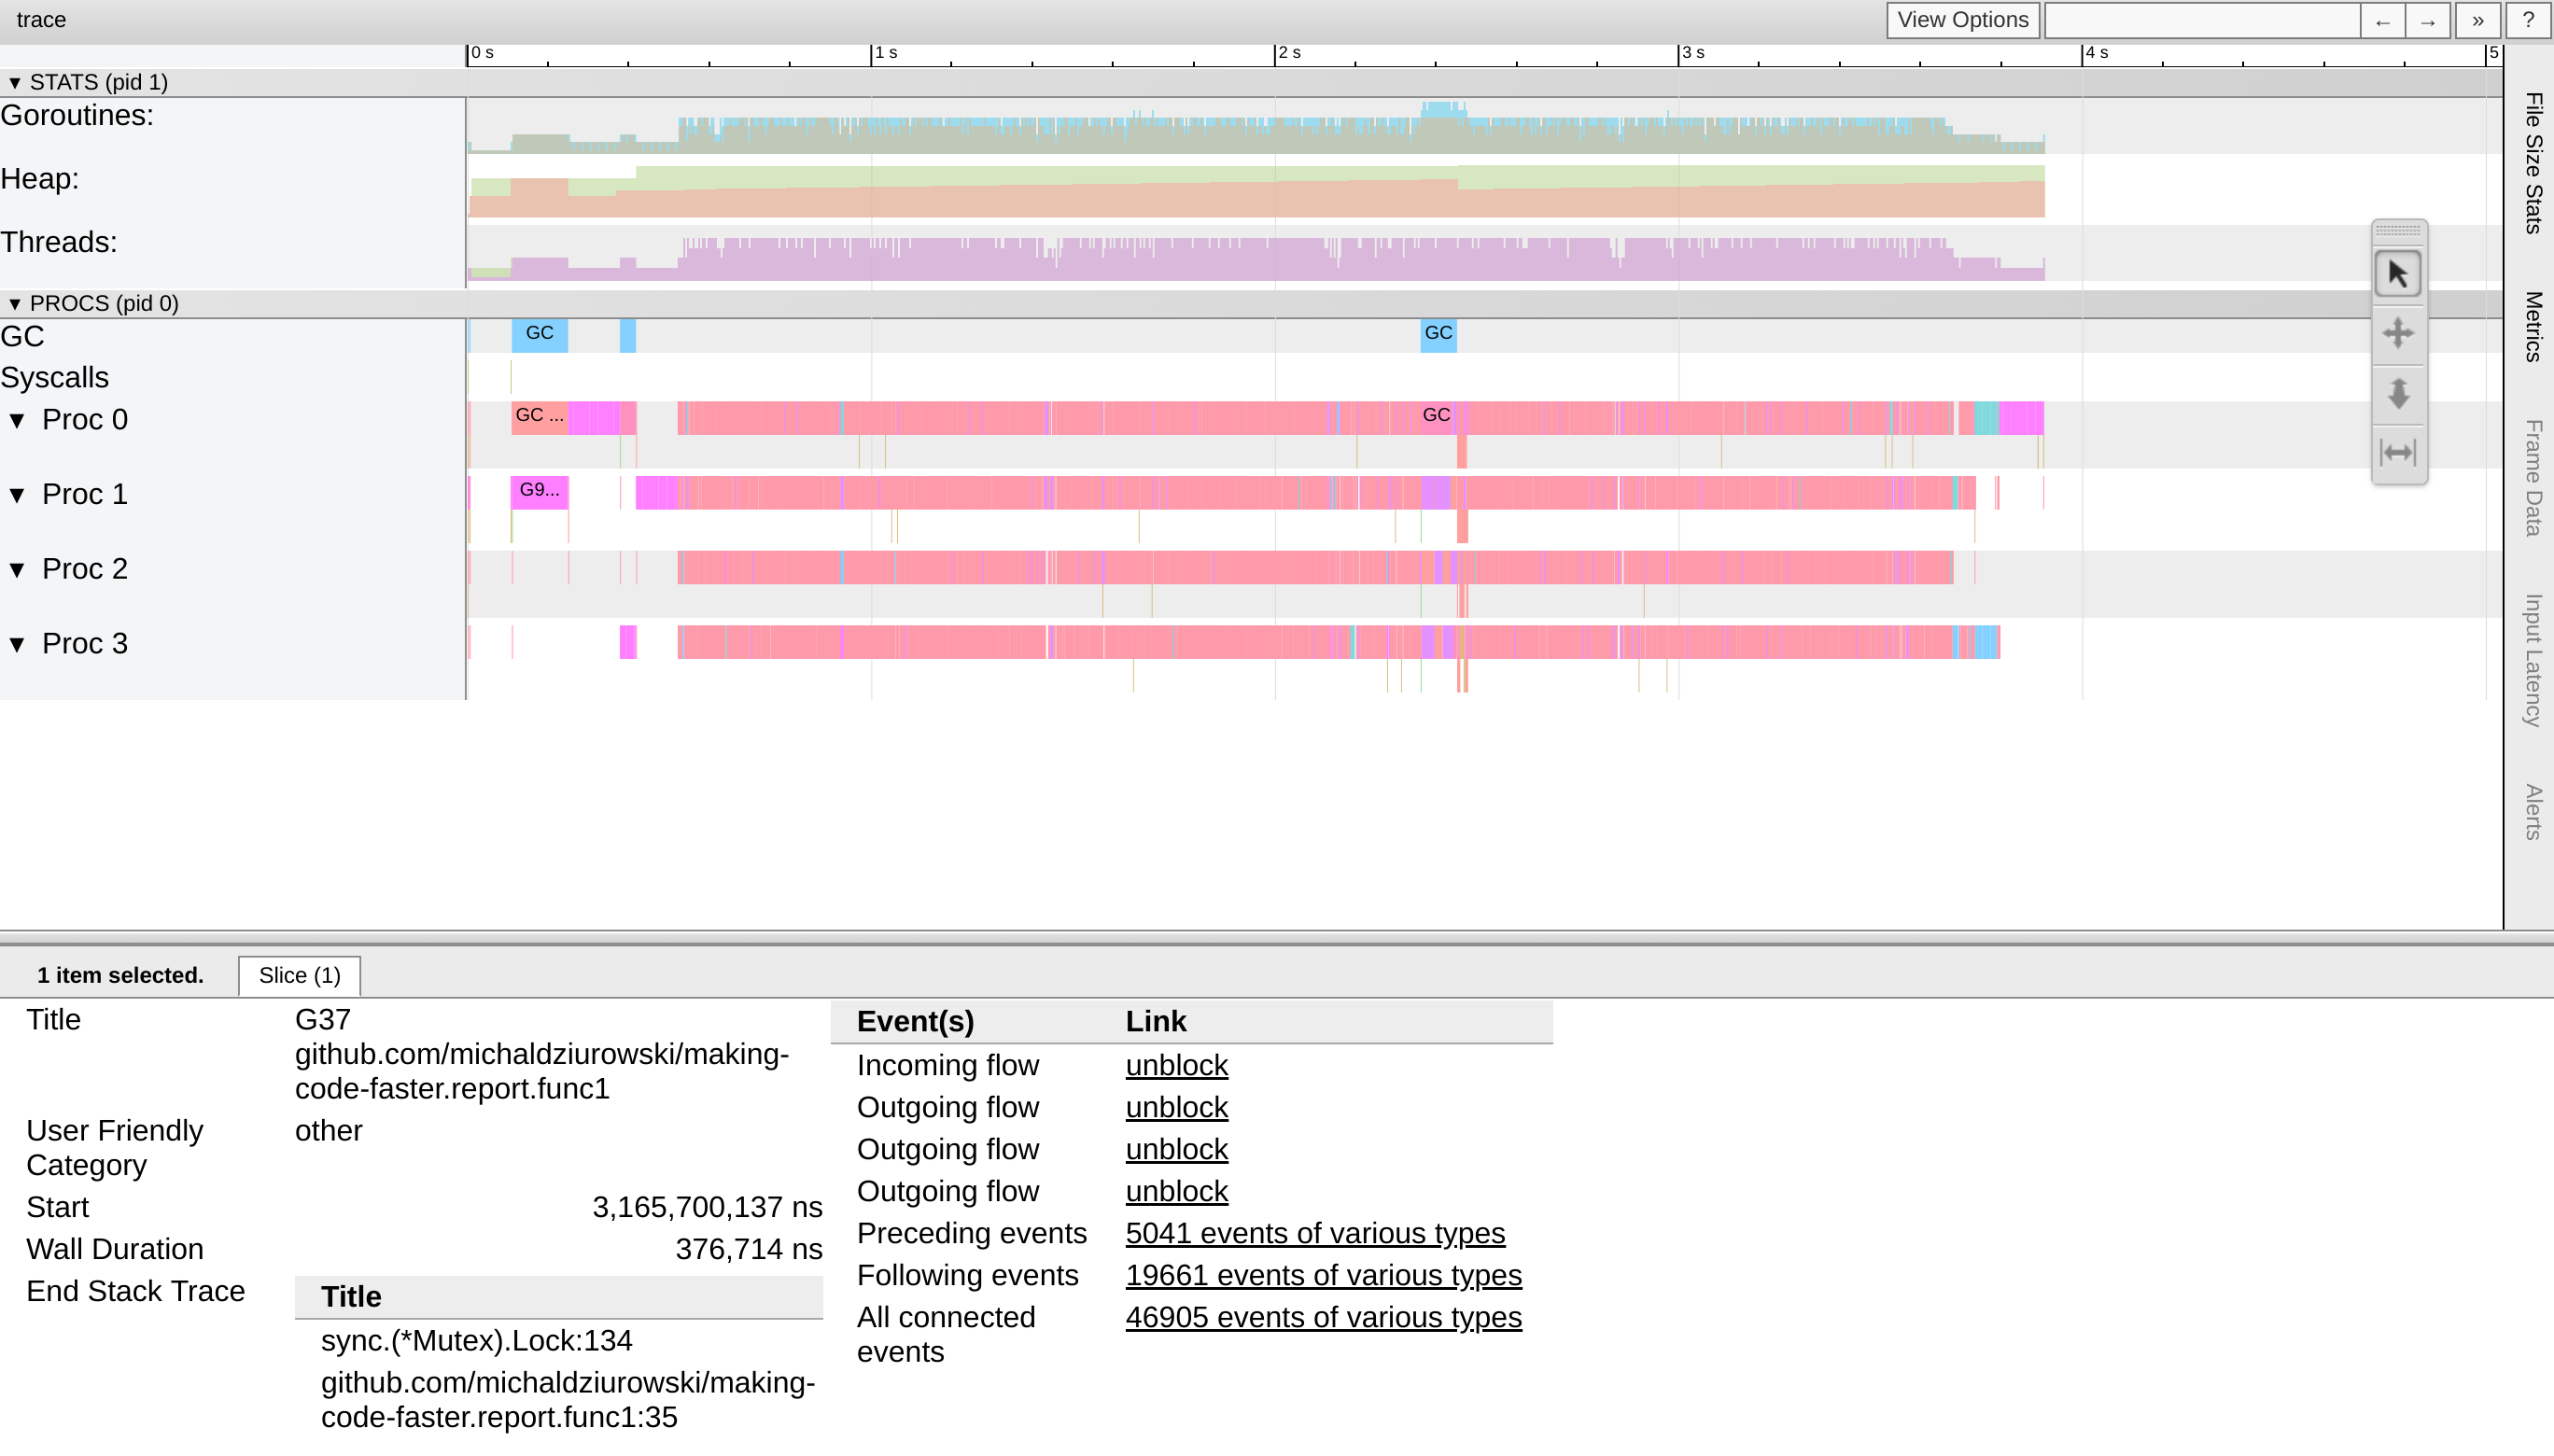 trace
View Options
← → » ?
0 s 1 s 2 s 3 s 4 s 5
▼ STATS (pid 1)
Goroutines:
Heap:
Threads:
▼ PROCS (pid 0)
GC GC GC
Syscalls
▼ Proc 0 GC ... GC
▼ Proc 1 G9...
▼ Proc 2
▼ Proc 3
File Size Stats
Metrics
Frame Data
Input Latency
Alerts
1 item selected. Slice (1)
Title G37
github.com/michaldziurowski/making-
code-faster.report.func1
User Friendly other
Category
Start 3,165,700,137 ns
Wall Duration 376,714 ns
End Stack Trace Title
sync.(*Mutex).Lock:134
github.com/michaldziurowski/making-
code-faster.report.func1:35
Event(s) Link
Incoming flow unblock
Outgoing flow unblock
Outgoing flow unblock
Outgoing flow unblock
Preceding events 5041 events of various types
Following events 19661 events of various types
All connected 46905 events of various types
events